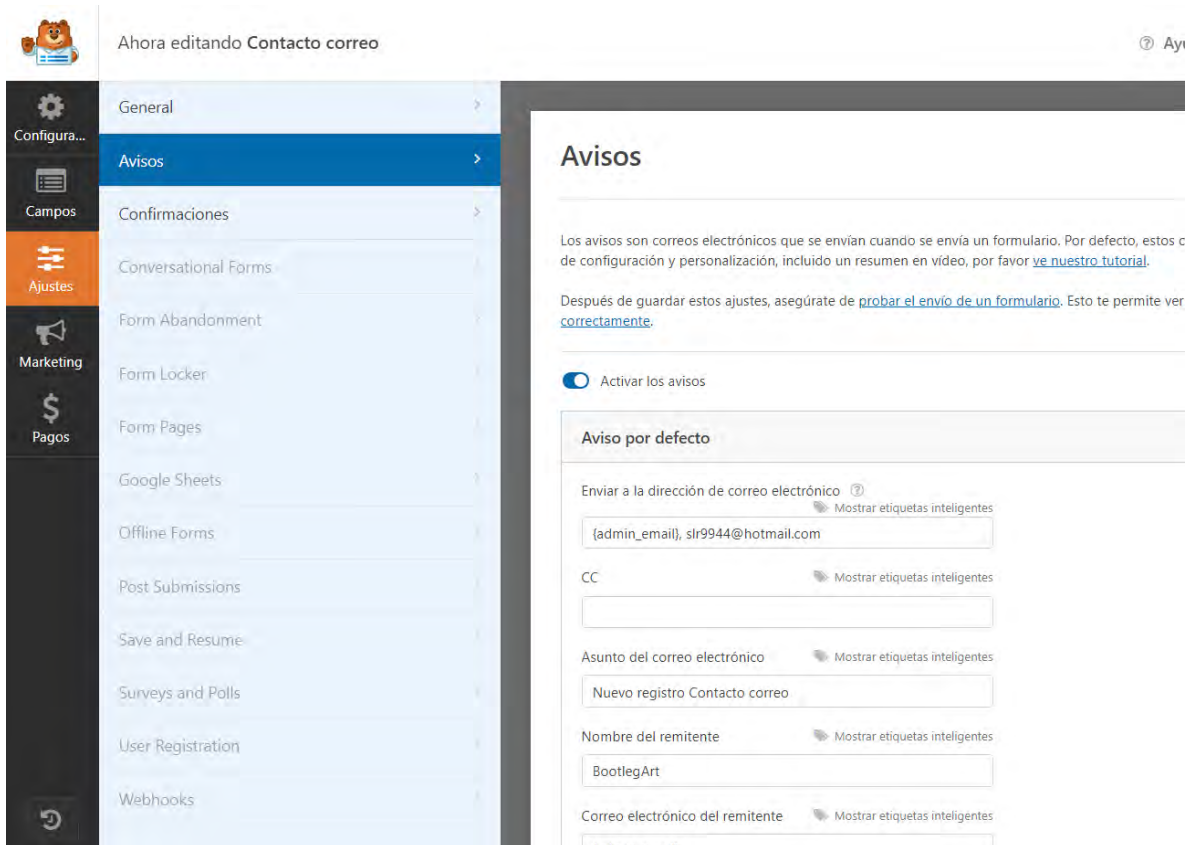 Ahora editando Contacto correo
Ayu
Configura...
Campos
Ajustes
Marketing
Pagos
General
Avisos
Confirmaciones
Conversational Forms
Form Abandonment
Form Locker
Form Pages
Google Sheets
Offline Forms
Post Submissions
Save and Resume
Surveys and Polls
User Registration
Webhooks
Avisos
Los avisos son correos electrónicos que se envían cuando se envía un formulario. Por defecto, estos c
de configuración y personalización, incluido un resumen en vídeo, por favor ve nuestro tutorial.
Después de guardar estos ajustes, asegúrate de probar el envío de un formulario. Esto te permite ver
correctamente.
Activar los avisos
Aviso por defecto
Enviar a la dirección de correo electrónico
Mostrar etiquetas inteligentes
{admin_email}, slr9944@hotmail.com
CC Mostrar etiquetas inteligentes
Asunto del correo electrónico Mostrar etiquetas inteligentes
Nuevo registro Contacto correo
Nombre del remitente Mostrar etiquetas inteligentes
BootlegArt
Correo electrónico del remitente Mostrar etiquetas inteligentes